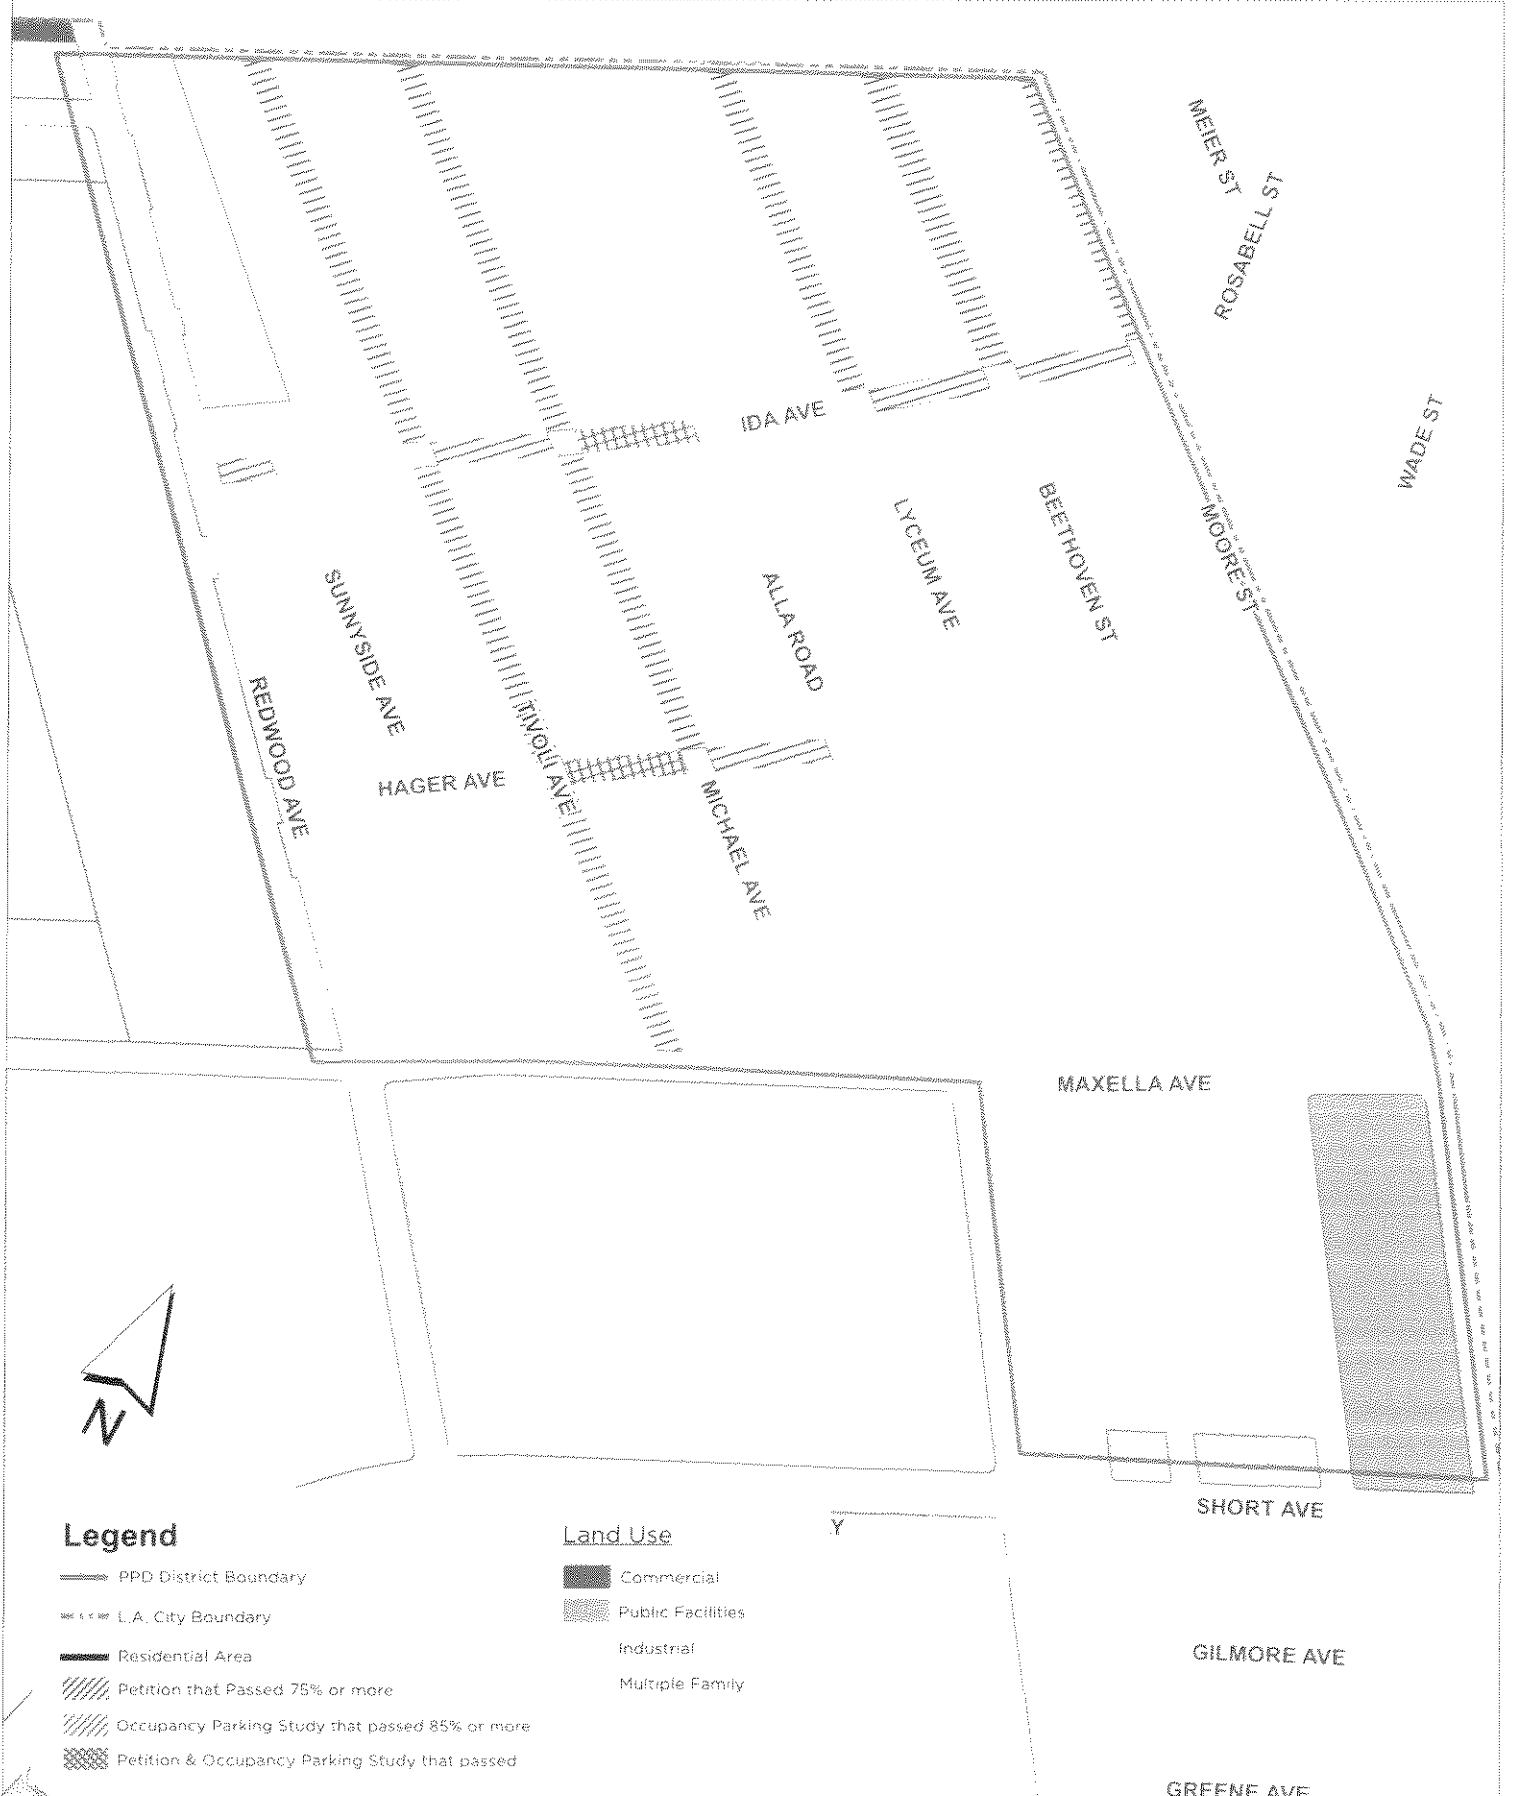 MEIER ST
ROSABELL ST
WADE ST
IDA AVE
LYCEUM AVE
BEETHOVEN ST
MOORE ST
SUNNYSIDE AVE
ALLA ROAD
REDWOOD AVE
TIVOLI AVE
HAGER AVE
MICHAEL AVE
MAXELLA AVE
N
SHORT AVE
Legend
PPD District Boundary
L.A. City Boundary
Residential Area
Petition that Passed 75% or more
Occupancy Parking Study that passed 85% or more
Petition & Occupancy Parking Study that passed
Land Use
Commercial
Public Facilities
Industrial
Multiple Family
Y
GILMORE AVE
GREENE AVE